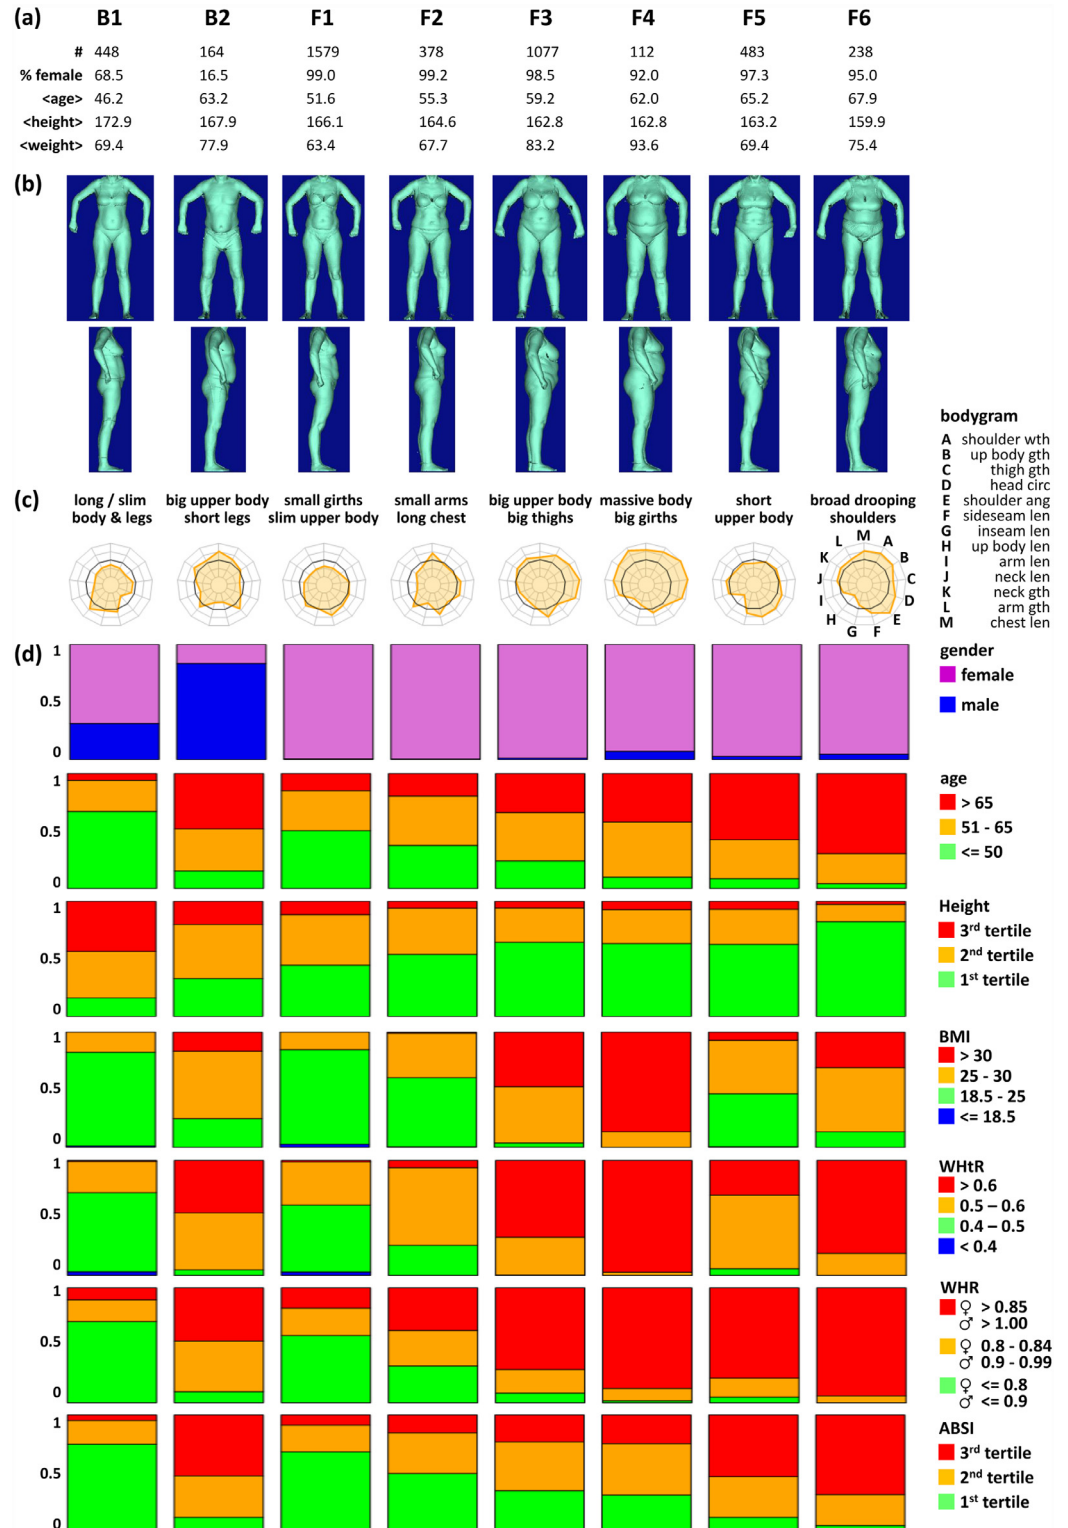 (a) B1 B2 F1 F2 F3 F4 F5 F6
# 448 164 1579 378 1077 112 483 238
% female 68.5 16.5 99.0 99.2 98.5 92.0 97.3 95.0
<age> 46.2 63.2 51.6 55.3 59.2 62.0 65.2 67.9
<height> 172.9 167.9 166.1 164.6 162.8 162.8 163.2 159.9
<weight> 69.4 77.9 63.4 67.7 83.2 93.6 69.4 75.4
(b)
bodygram
A shoulder wth
B up body gth
C thigh gth
D head circ
E shoulder ang
F sideseam len
G inseam len
H up body len
I arm len
J neck len
K neck gth
L arm gth
M chest len
(c)
long / slim
body & legs
big upper body
short legs
small girths
slim upper body
small arms
long chest
big upper body
big thighs
massive body
big girths
short
upper body
broad drooping
shoulders
M
L A
K B
J C
I D
H E
G F
(d)
1
0.5
0
gender
female
male
1
0.5
0
age
> 65
51 - 65
<= 50
1
0.5
0
Height
3rd tertile
2nd tertile
1st tertile
1
0.5
0
BMI
> 30
25 - 30
18.5 - 25
<= 18.5
1
0.5
0
WHtR
> 0.6
0.5 – 0.6
0.4 – 0.5
< 0.4
1
0.5
0
WHR
♀ > 0.85
♂ > 1.00
♀ 0.8 - 0.84
♂ 0.9 - 0.99
♀ <= 0.8
♂ <= 0.9
1
0.5
0
ABSI
3rd tertile
2nd tertile
1st tertile